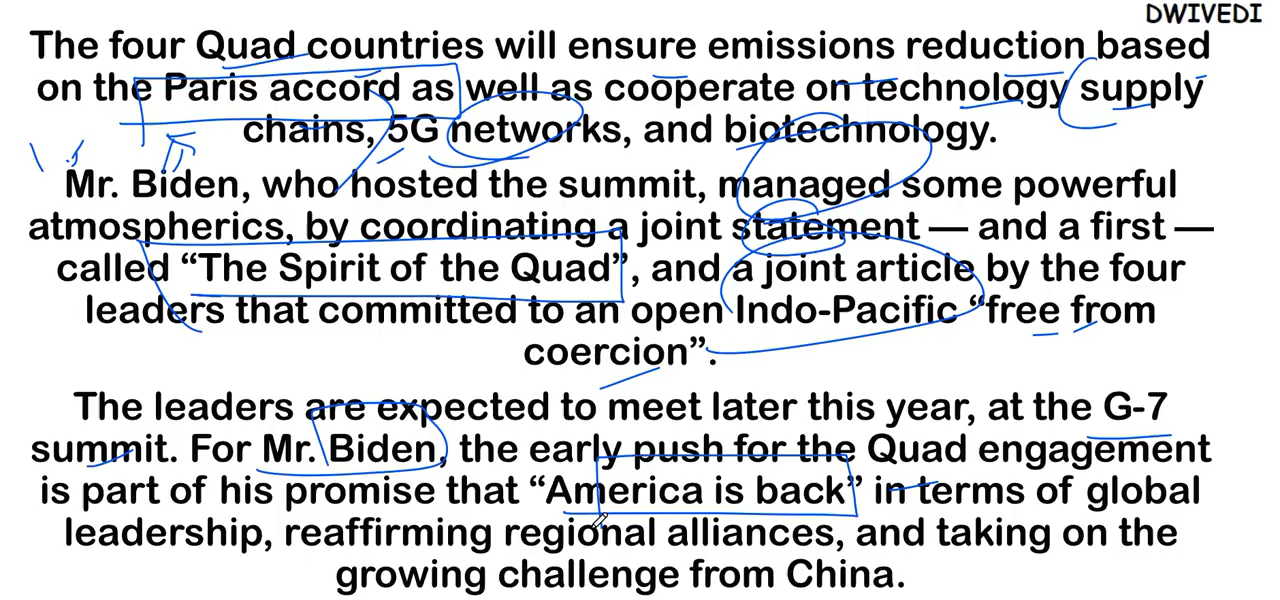 DWIVEDI
The four Quad countries will ensure emissions reduction based
on the Paris accord as well as cooperate on technology supply
chains, 5G networks, and biotechnology.
Mr. Biden, who hosted the summit, managed some powerful
atmospherics, by coordinating a joint statement — and a first —
called “The Spirit of the Quad”, and a joint article by the four
leaders that committed to an open Indo-Pacific “free from
coercion”.
The leaders are expected to meet later this year, at the G-7
summit. For Mr. Biden, the early push for the Quad engagement
is part of his promise that “America is back” in terms of global
leadership, reaffirming regional alliances, and taking on the
growing challenge from China.